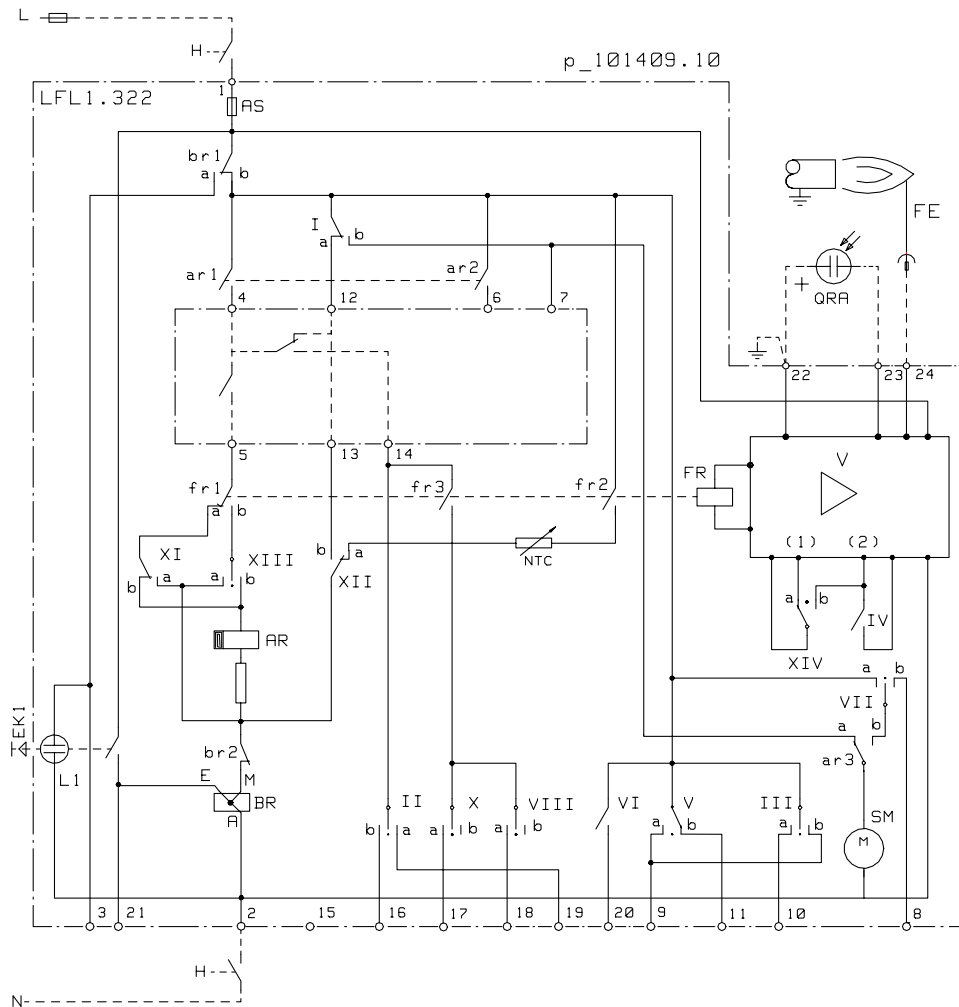 L
H
p_101409.10
LFL1.322
1
AS
br1
a b
I
a b
FE
ar1
ar2
+
QRA
4
12
6
7
22
23
24
5
13
14
V
fr1
fr3
fr2
FR
a b
XI
XIII
b
a
NTC
(1)
(2)
b
a
a
b
XII
a
b
IV
AR
XIV
a
b
VII
EK1
a
b
br2
ar3
L1
E
M
BR
A
II
X
VIII
VI
V
III
SM
b
a
a
b
a
b
a
b
a
b
M
3
21
2
15
16
17
18
19
20
9
11
10
8
H
N